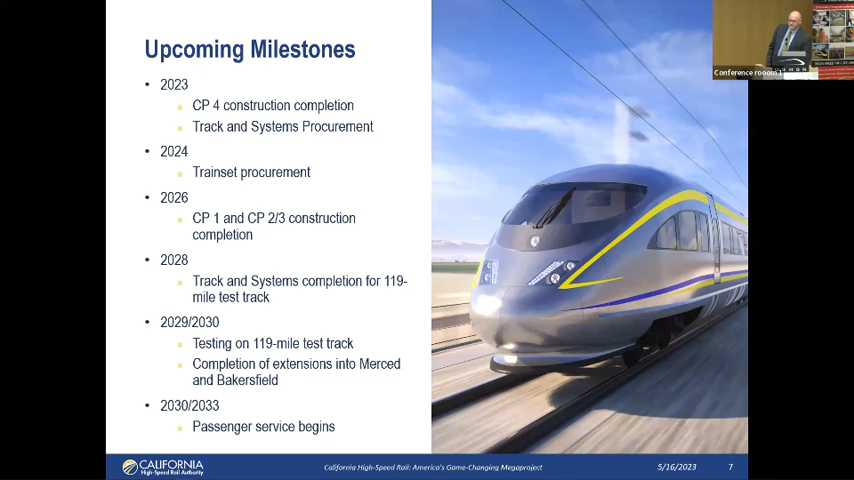 Upcoming Milestones
• 2023
» CP 4 construction completion
» Track and Systems Procurement
• 2024
» Trainset procurement
• 2026
» CP 1 and CP 2/3 construction
completion
• 2028
» Track and Systems completion for 119-
mile test track
• 2029/2030
» Testing on 119-mile test track
» Completion of extensions into Merced
and Bakersfield
• 2030/2033
» Passenger service begins
Conference rooom 1
CALIFORNIA
High-Speed Rail Authority
California High-Speed Rail: America's Game-Changing Megaproject
5/16/2023
7